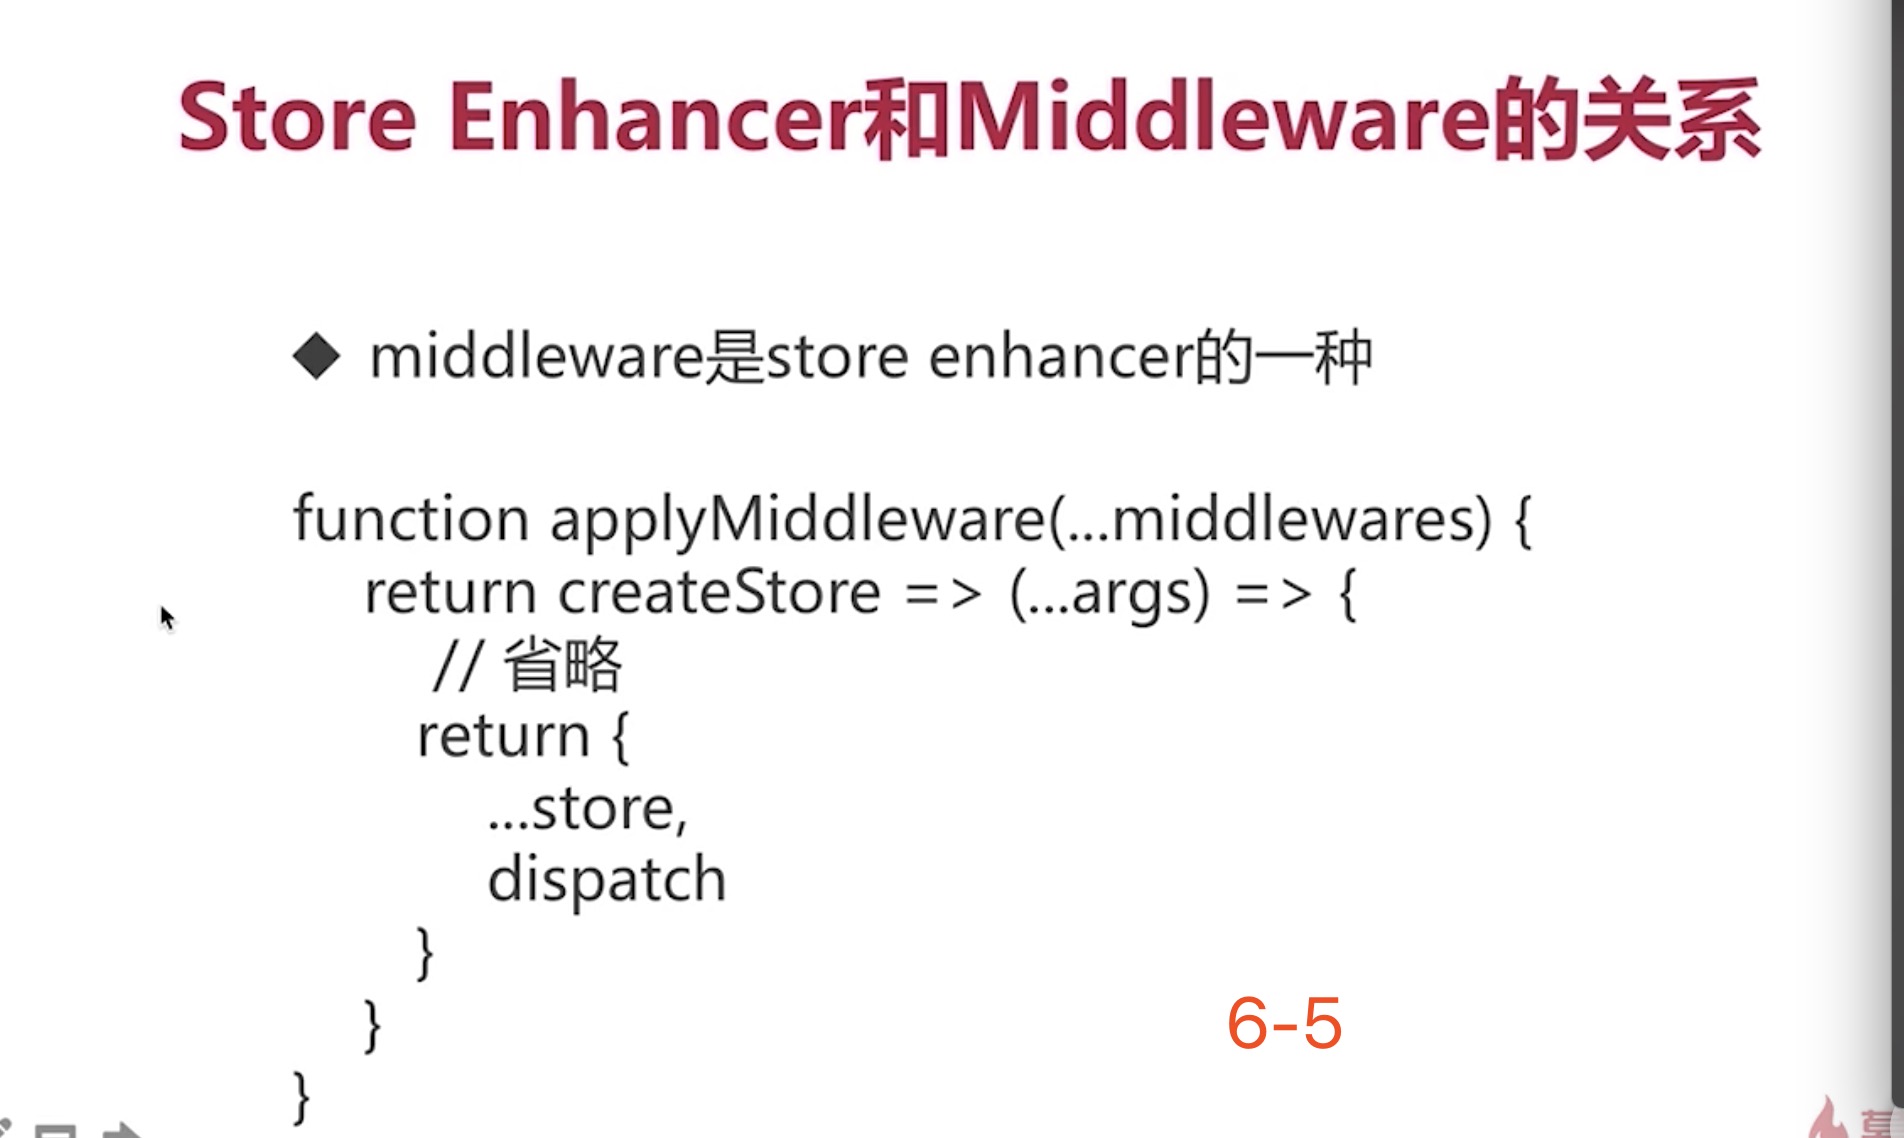 Store Enhancer和Middleware的关系
◆ middleware是store enhancer的一种
function applyMiddleware(...middlewares) {
return createStore => (...args) => {
// 省略
return {
...store,
dispatch
}
}
6-5
}